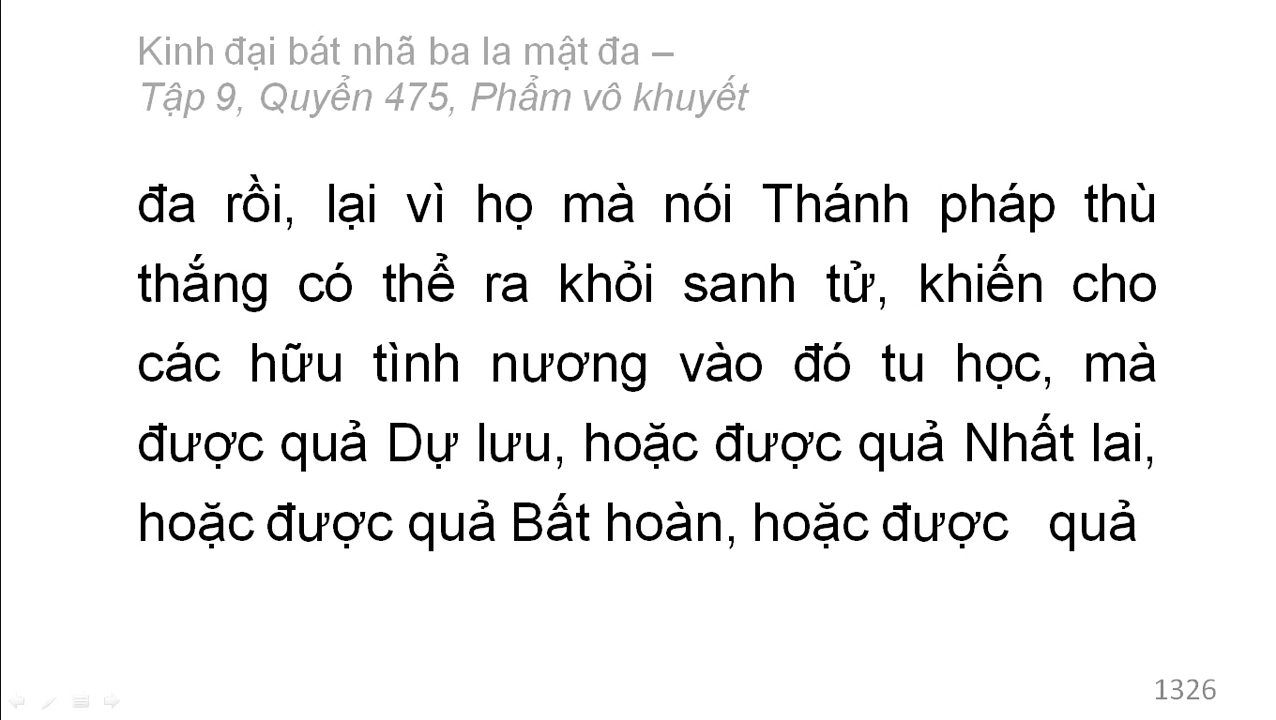 Kinh đại bát nhã ba la mật đa –
Tập 9, Quyển 475, Phẩm vô khuyết
đa rồi, lại vì họ mà nói Thánh pháp thù
thắng có thể ra khỏi sanh tử, khiến cho
các hữu tình nương vào đó tu học, mà
được quả Dự lưu, hoặc được quả Nhất lai,
hoặc được quả Bất hoàn, hoặc được quả
1326